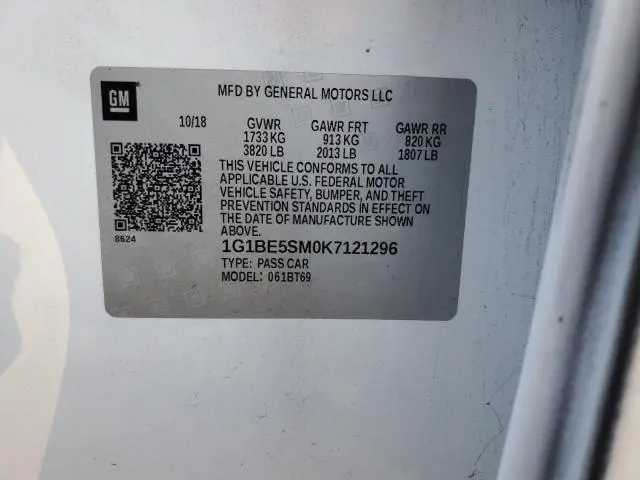 MFD BY GENERAL MOTORS LLC
GM
10/18 GVWR GAWR FRT GAWR RR
1733 KG 913 KG 820 KG
3820 LB 2013 LB 1807 LB
THIS VEHICLE CONFORMS TO ALL
APPLICABLE U.S. FEDERAL MOTOR
VEHICLE SAFETY, BUMPER, AND THEFT
PREVENTION STANDARDS IN EFFECT ON
THE DATE OF MANUFACTURE SHOWN
ABOVE.
8624
1G1BE5SM0K7121296
TYPE: PASS CAR
MODEL: 061BT69